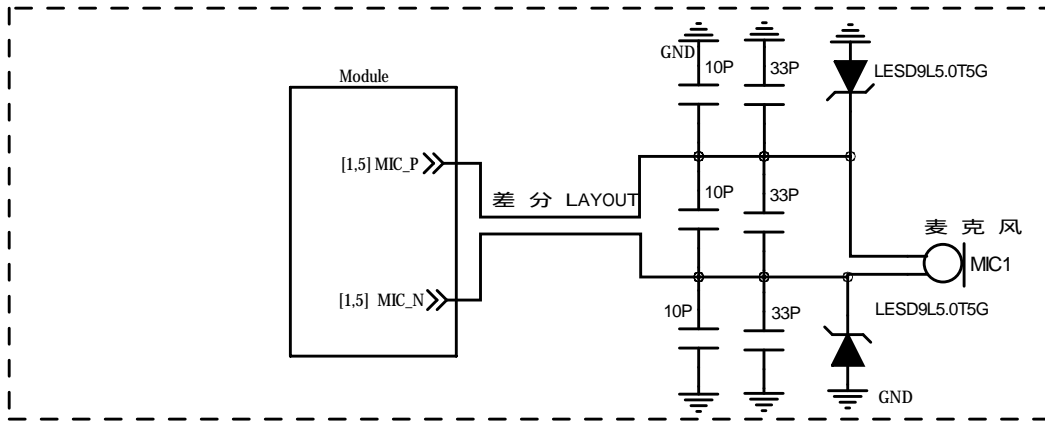 GND
10P
33P
LESD9L5.0T5G
Module
[1,5] MIC_P
差 分 LAYOUT
10P
33P
麦 克 风
MIC1
[1,5] MIC_N
10P
33P
LESD9L5.0T5G
GND